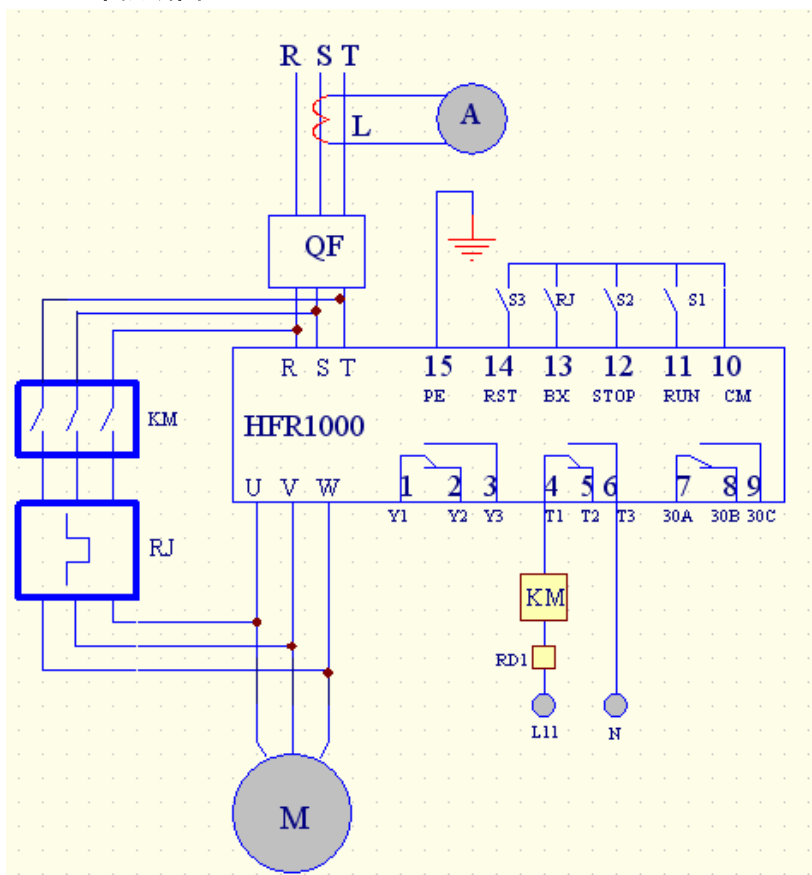 R S T
L
A
QF
S3 RJ S2 S1
R S T
15 14 13 12 11 10
PE RST BX STOP RUN CM
KM
HFR1000
U V W
1 2 3 4 5 6 7 8 9
Y1 Y2 Y3 T1 T2 T3 30A 30B 30C
RJ
KM
RD1
L11 N
M